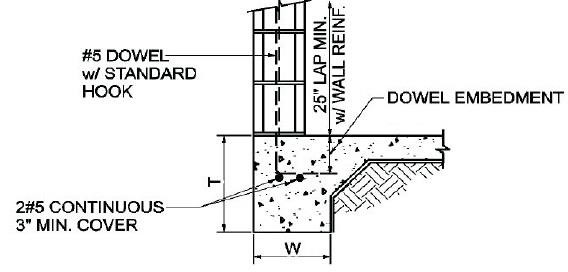 #5 DOWEL
w/ STANDARD
HOOK
25" LAP MIN.
w/ WALL REINF.
DOWEL EMBEDMENT
T
2#5 CONTINUOUS
3" MIN. COVER
W